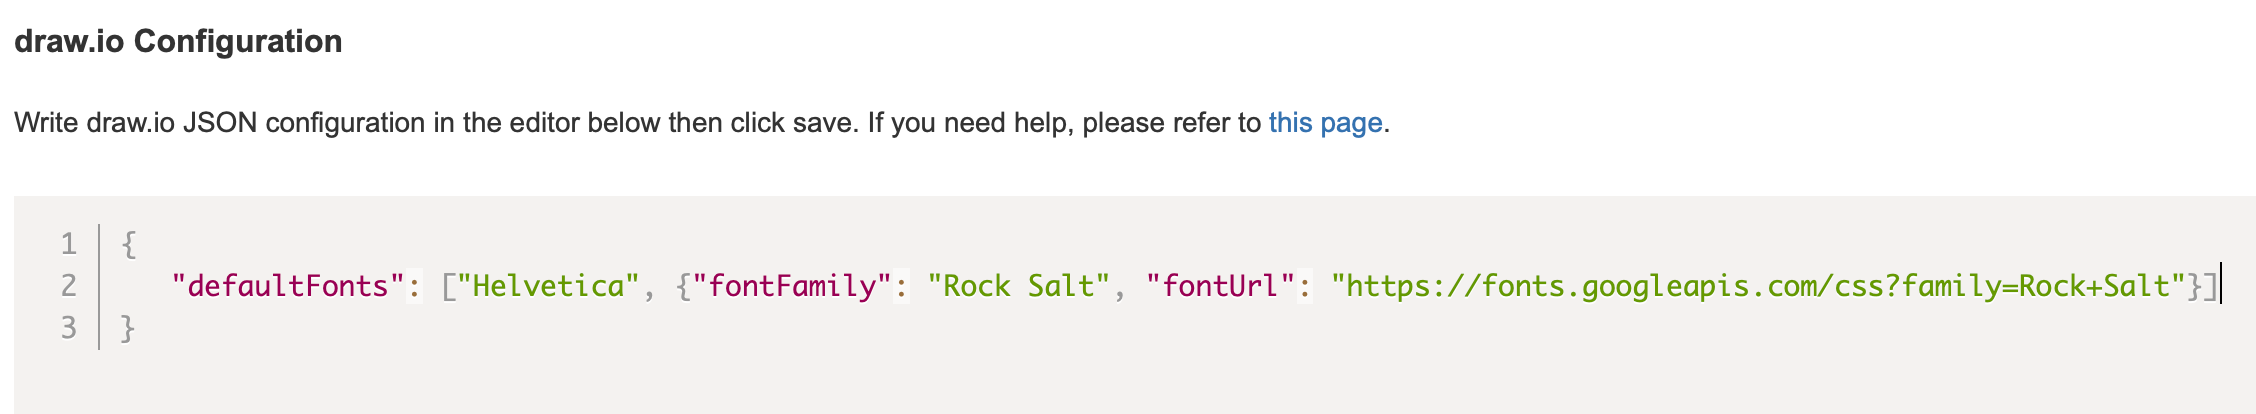 draw.io Configuration
Write draw.io JSON configuration in the editor below then click save. If you need help, please refer to this page.
1 {
2 "defaultFonts": ["Helvetica", {"fontFamily": "Rock Salt", "fontUrl": "https://fonts.googleapis.com/css?family=Rock+Salt"}]
3 }